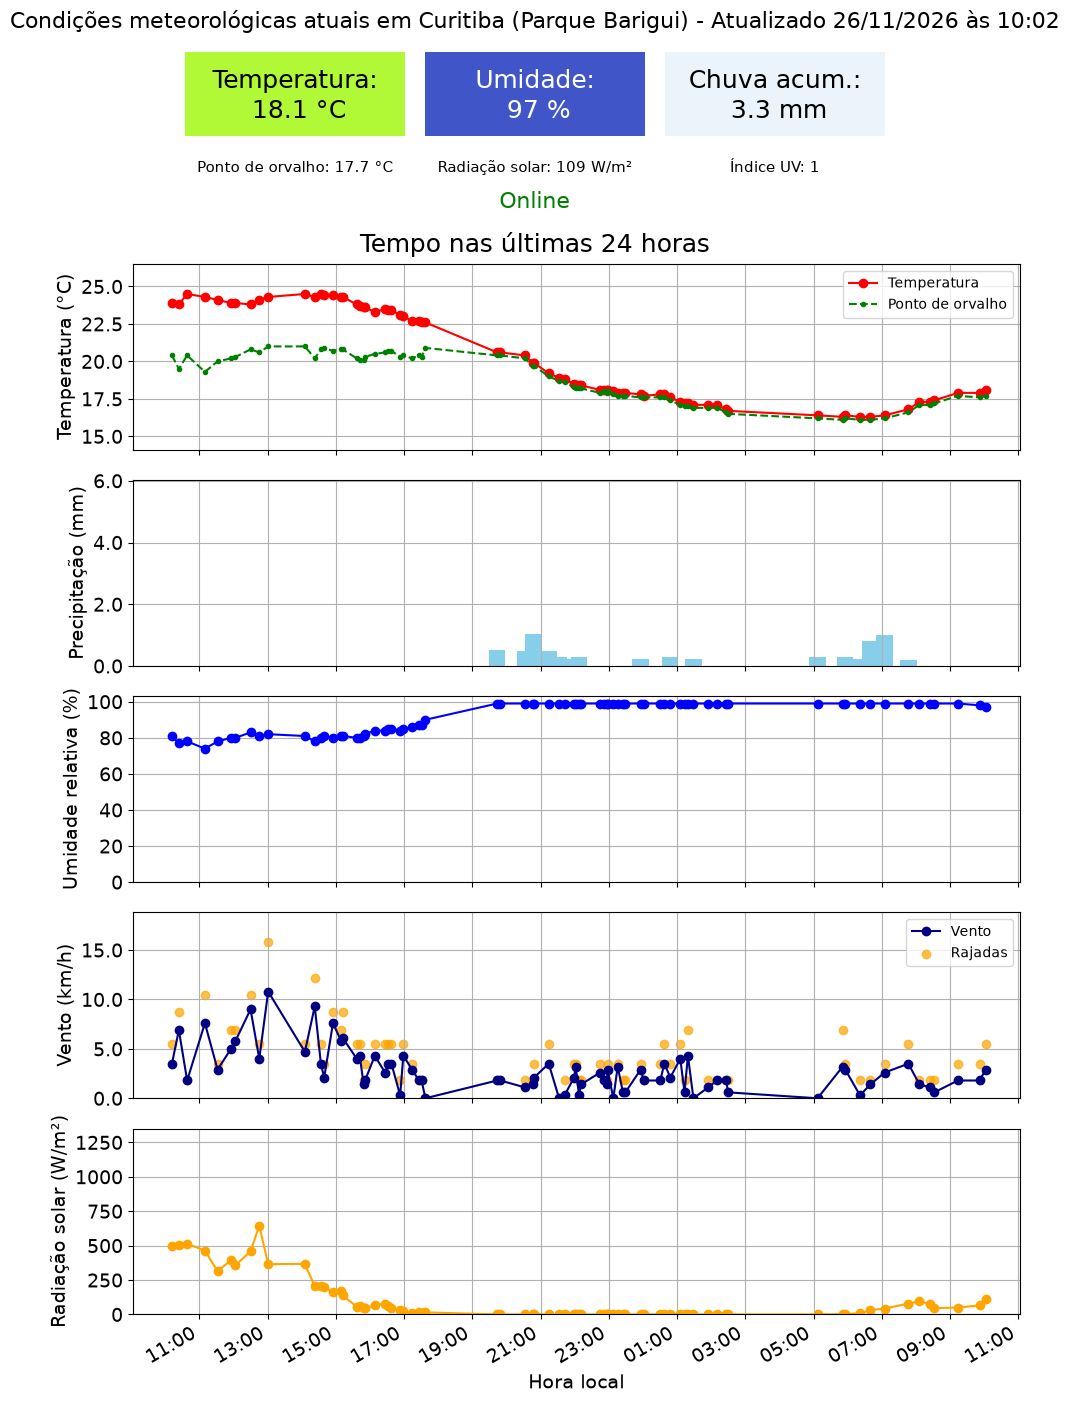 Condições meteorológicas atuais em Curitiba (Parque Barigui) - Atualizado 26/11/2026 às 10:02
Temperatura:
18.1 °C
Umidade:
97 %
Chuva acum.:
3.3 mm
Ponto de orvalho: 17.7 °C
Radiação solar: 109 W/m²
Índice UV: 1
Online
Tempo nas últimas 24 horas
Temperatura (°C)
25.0
22.5
20.0
17.5
15.0
Temperatura
Ponto de orvalho
Precipitação (mm)
6.0
4.0
2.0
0.0
Umidade relativa (%)
100
80
60
40
20
0
Vento (km/h)
15.0
10.0
5.0
0.0
Vento
Rajadas
Radiação solar (W/m²)
1250
1000
750
500
250
0
11:00
13:00
15:00
17:00
19:00
21:00
23:00
01:00
03:00
05:00
07:00
09:00
11:00
Hora local